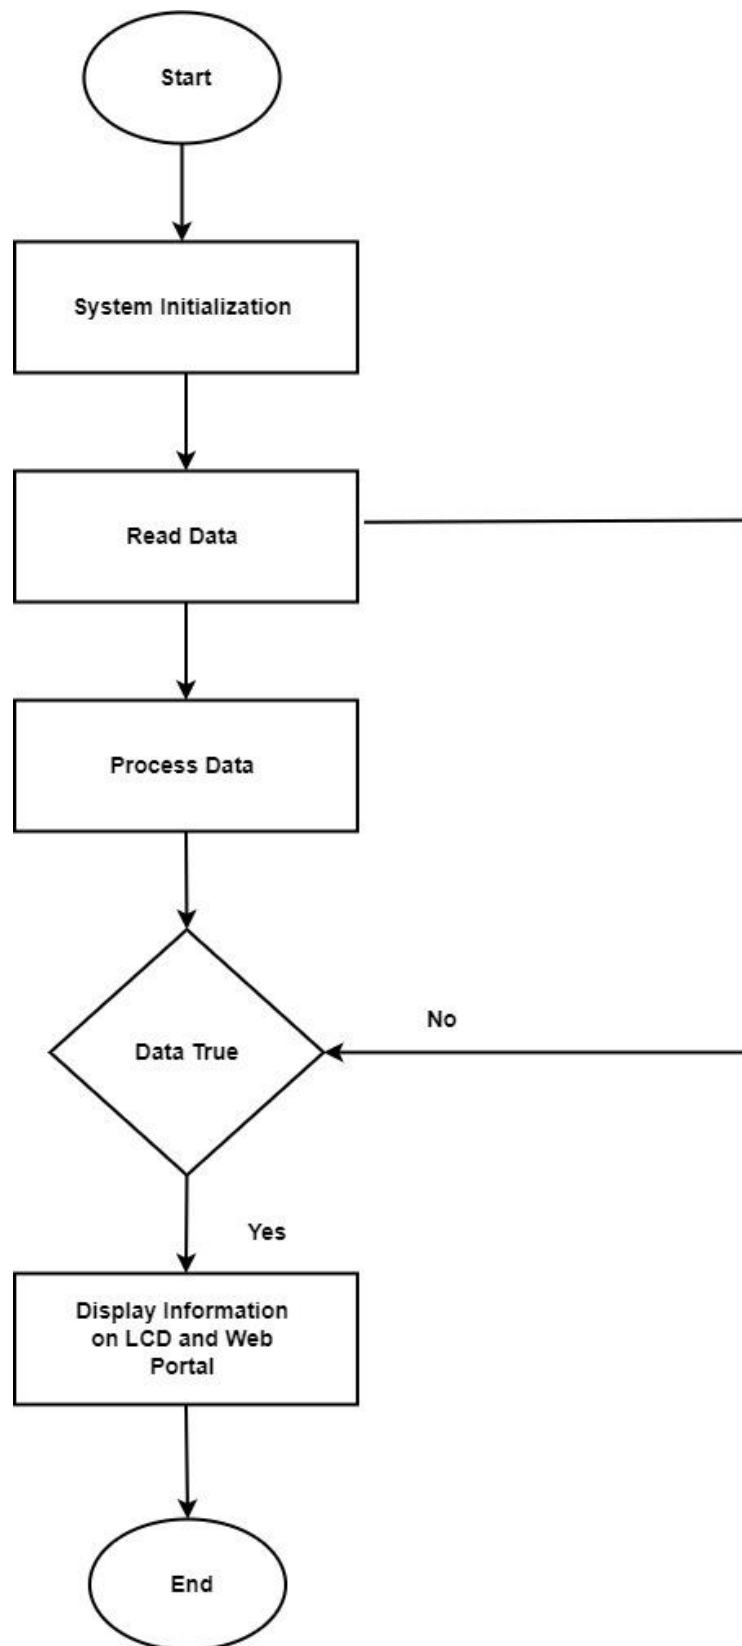 Start
System Initialization
Read Data
Process Data
Data True
No
Yes
Display Information
on LCD and Web
Portal
End